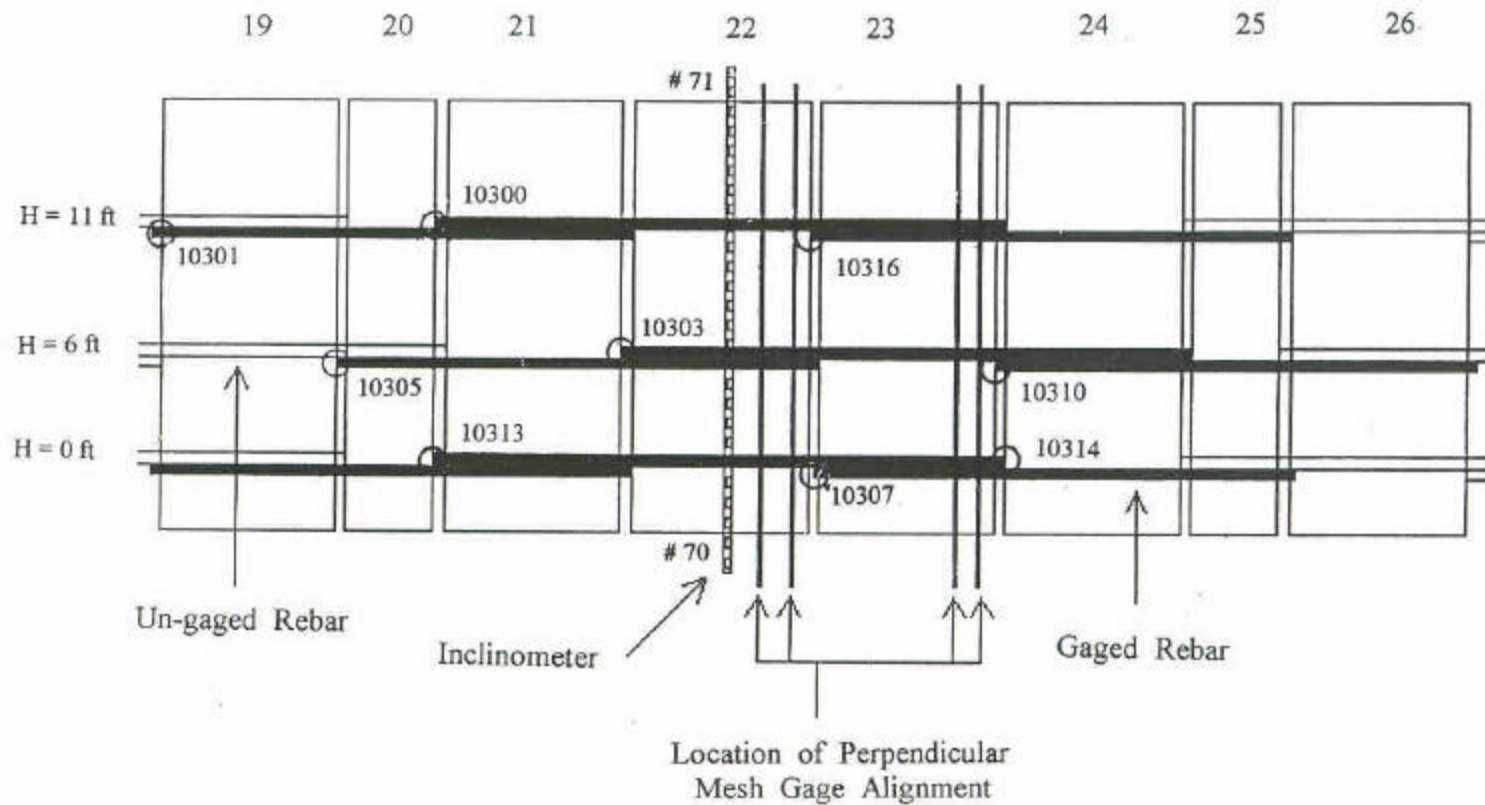 19 20 21 22 23 24 25 26
# 71
10300
H = 11 ft
10301
10316
10303
H = 6 ft
10305
10310
10313
H = 0 ft
10314
10307
# 70
Un-gaged Rebar
Inclinometer
Gaged Rebar
Location of Perpendicular
Mesh Gage Alignment